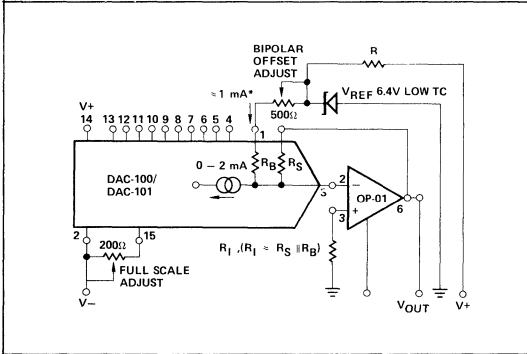 BIPOLAR
OFFSET
ADJUST
R
VREF 6.4V LOW TC
≈ 1 mA*
500Ω
V+
14 13 12 11 10 9 8 7 6 5 4
1
RB RS
DAC-100/
DAC-101
0 – 2 mA
2
OP-01
3
6
2 15
200Ω
RI ,(RI ≈ RS ||RB)
FULL SCALE
ADJUST
V–
VOUT V+